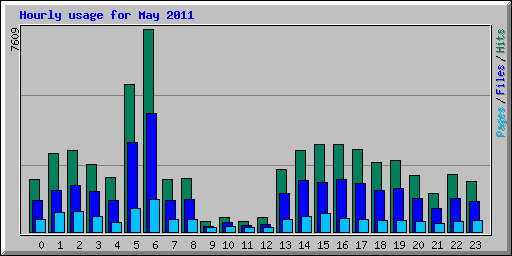 Hourly usage for May 2011
7609
Pages / Files / Hits
0 1 2 3 4 5 6 7 8 9 10 11 12 13 14 15 16 17 18 19 20 21 22 23